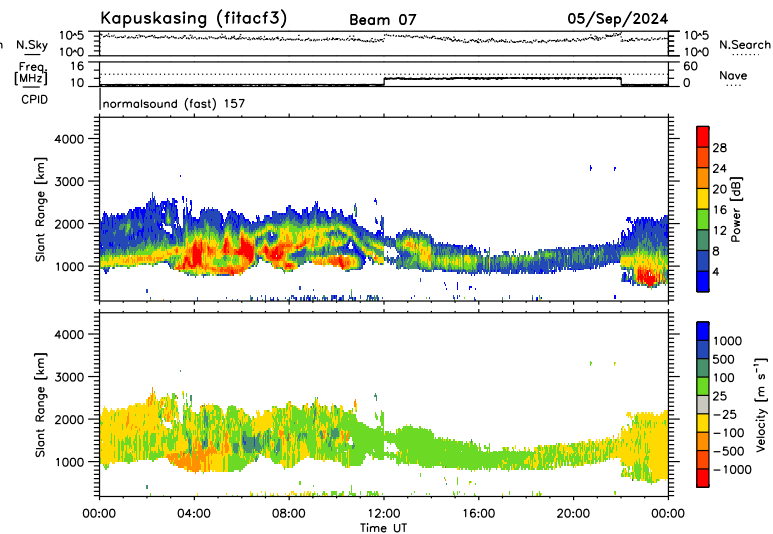 Kapuskasing (fitacf3) Beam 07 05/Sep/2024
n N.Sky 10^5 10^0 10^5 10^0 N.Search
Freq. [MHz] 16 10 60 0 Nave
CPID normalsound (fast) 157
Slant Range [km] 4000 3000 2000 1000
28 24 20 16 12 8 4 Power [dB]
Slant Range [km] 4000 3000 2000 1000
1000 500 100 25 -25 -100 -500 -1000 Velocity [m s⁻¹]
00:00 04:00 08:00 12:00 16:00 20:00 00:00
Time UT